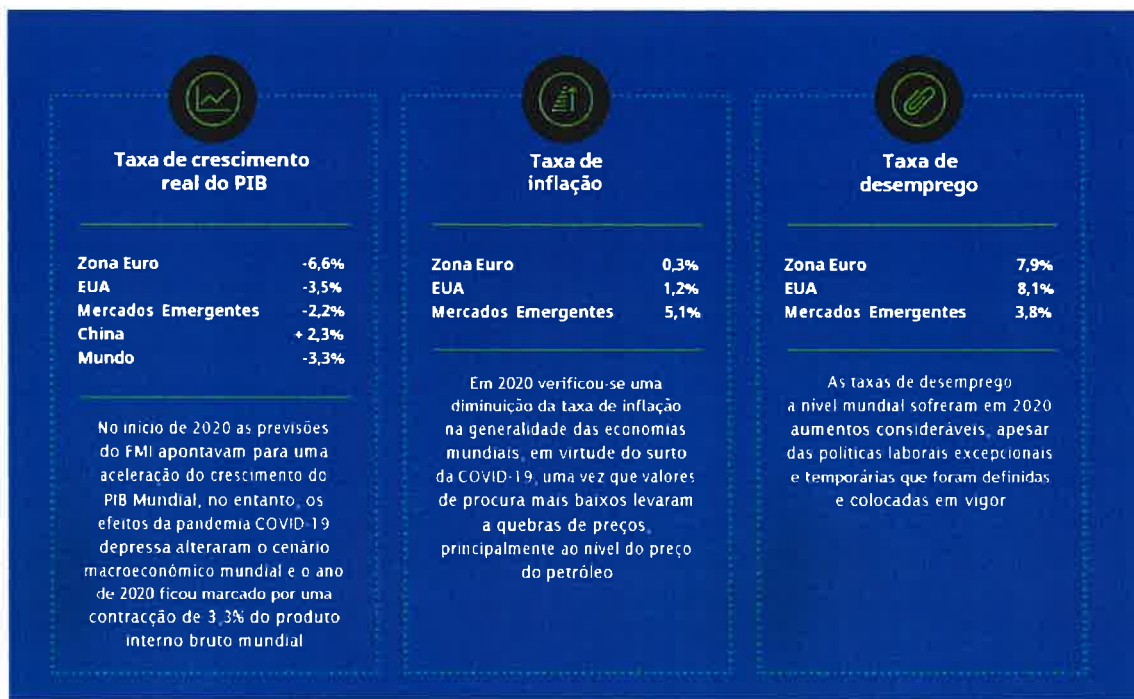 Taxa de crescimento
real do PIB
Zona Euro -6,6%
EUA -3,5%
Mercados Emergentes -2,2%
China + 2,3%
Mundo -3,3%
No início de 2020 as previsões
do FMI apontavam para uma
aceleração do crescimento do
PIB Mundial, no entanto, os
efeitos da pandemia COVID-19
depressa alteraram o cenário
macroeconómico mundial e o ano
de 2020 ficou marcado por uma
contracção de 3,3% do produto
interno bruto mundial
Taxa de
inflação
Zona Euro 0,3%
EUA 1,2%
Mercados Emergentes 5,1%
Em 2020 verificou-se uma
diminuição da taxa de inflação
na generalidade das economias
mundiais, em virtude do surto
da COVID-19, uma vez que valores
de procura mais baixos levaram
a quebras de preços,
principalmente ao nível do preço
do petróleo
Taxa de
desemprego
Zona Euro 7,9%
EUA 8,1%
Mercados Emergentes 3,8%
As taxas de desemprego
a nível mundial sofreram em 2020
aumentos consideráveis, apesar
das políticas laborais excepcionais
e temporárias que foram definidas
e colocadas em vigor